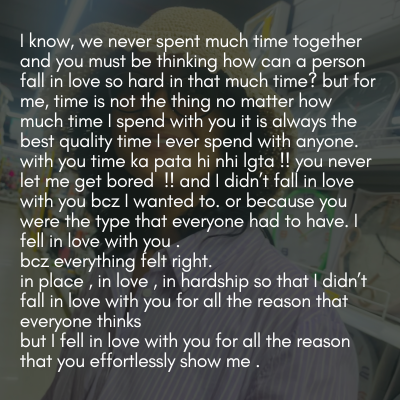 I know, we never spent much time together
and you must be thinking how can a person
fall in love so hard in that much time? but for
me, time is not the thing no matter how
much time I spend with you it is always the
best quality time I ever spend with anyone.
with you time ka pata hi nhi lgta !! you never
let me get bored !! and I didn't fall in love
with you bcz I wanted to. or because you
were the type that everyone had to have. I
fell in love with you .
bcz everything felt right.
in place , in love , in hardship so that I didn't
fall in love with you for all the reason that
everyone thinks
but I fell in love with you for all the reason
that you effortlessly show me .